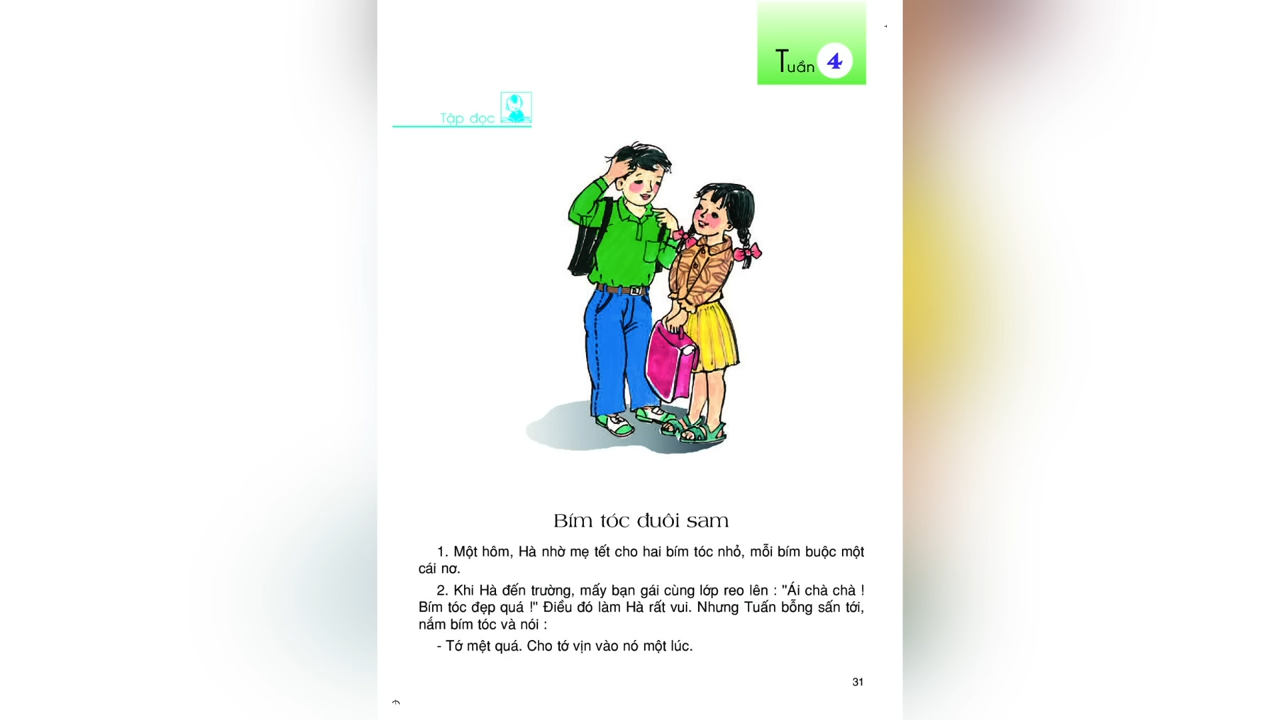 Tuần 4
Tập đọc
Bím tóc đuôi sam
1. Một hôm, Hà nhờ mẹ tết cho hai bím tóc nhỏ, mỗi bím buộc một
cái nơ.
2. Khi Hà đến trường, mấy bạn gái cùng lớp reo lên : "Ái chà chà !
Bím tóc đẹp quá !" Điều đó làm Hà rất vui. Nhưng Tuấn bỗng sấn tới,
nắm bím tóc và nói :
- Tớ mệt quá. Cho tớ vịn vào nó một lúc.
31